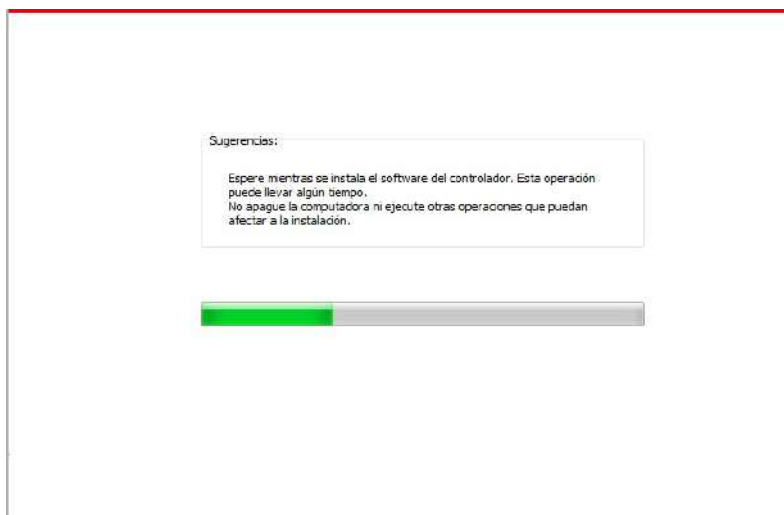 Sugerencias:
Espere mientras se instala el software del controlador. Esta operación
puede llevar algún tiempo.
No apague la computadora ni ejecute otras operaciones que puedan
afectar a la instalación.